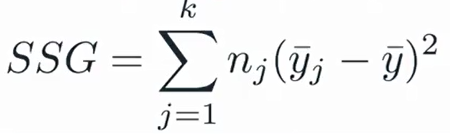 $SSG = \sum_{j=1}^{k} n_j(\bar{y}_j - \bar{y})^2$